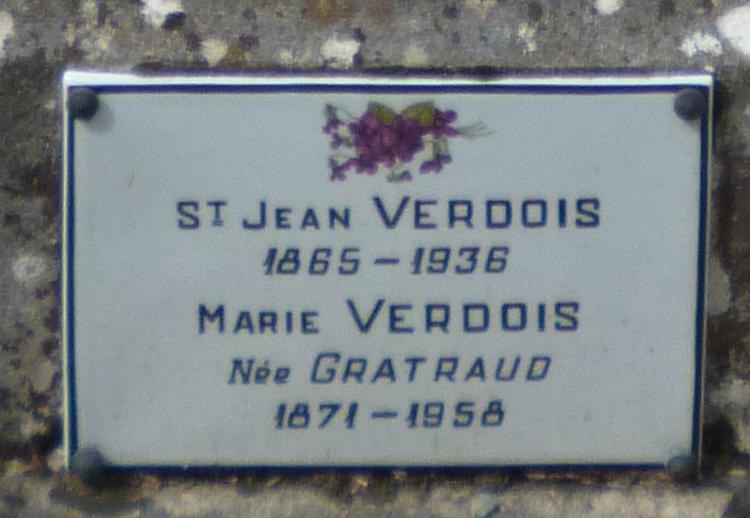 ST JEAN VERDOIS
1865-1936
MARIE VERDOIS
Née GRATRAUD
1871-1958